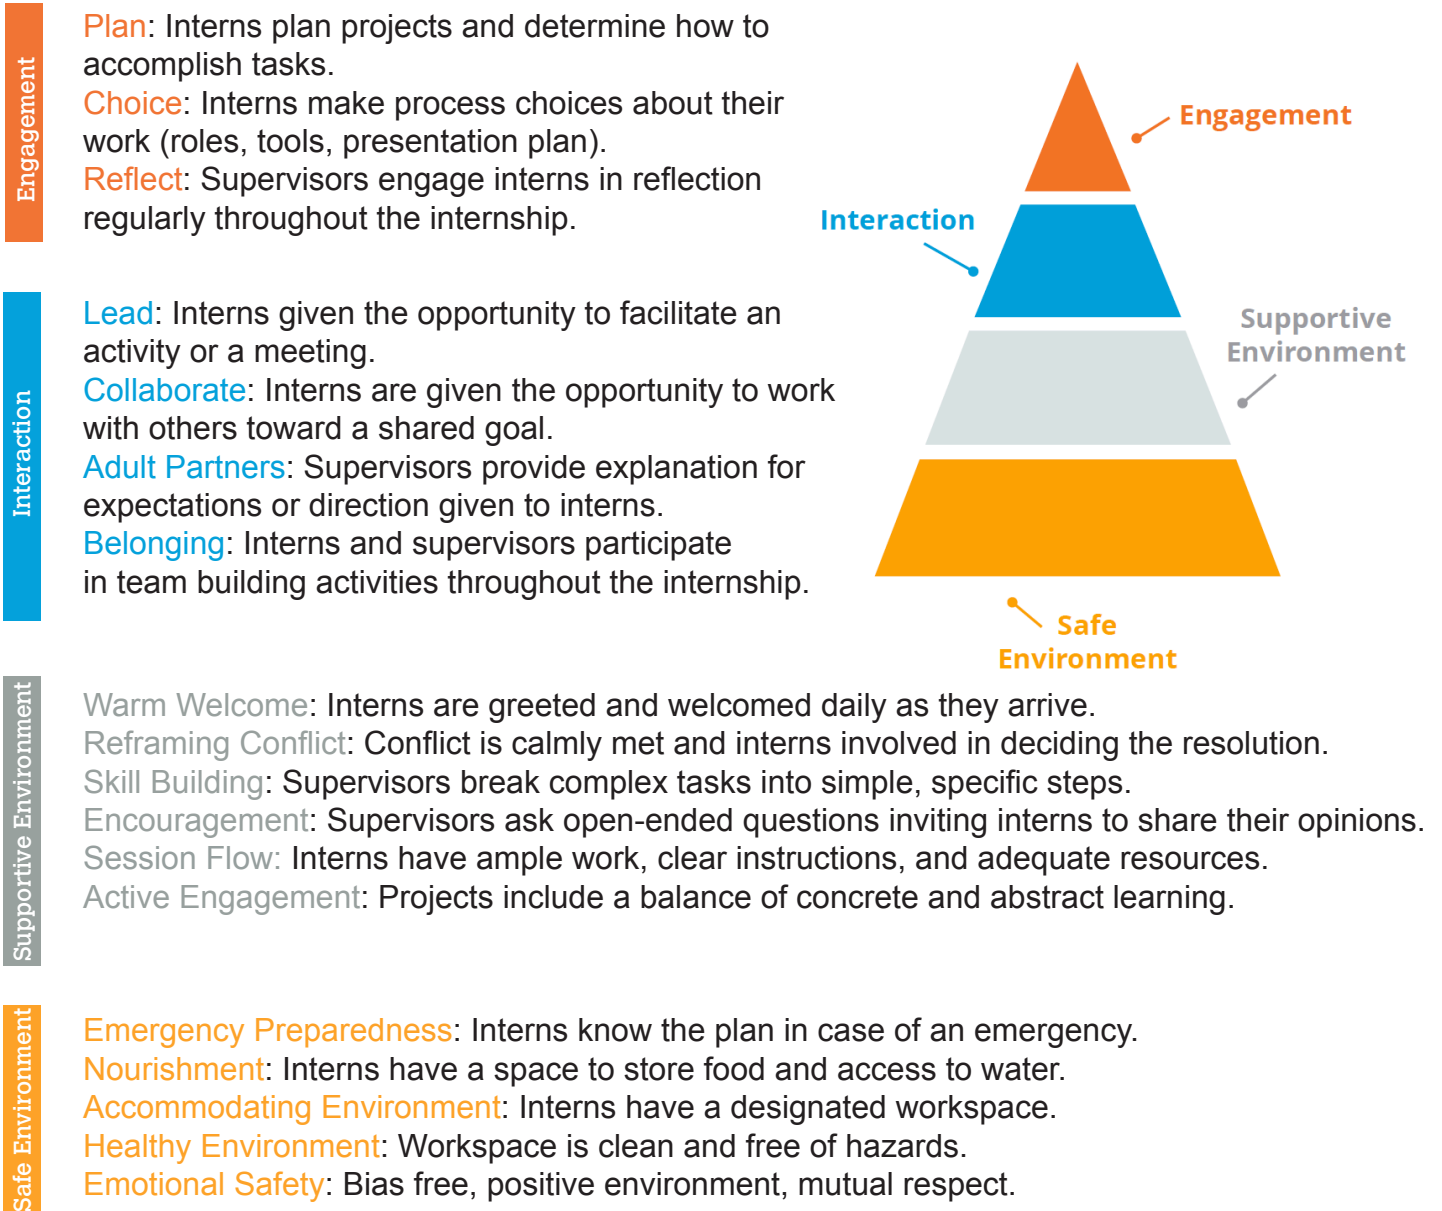 Engagement
Plan: Interns plan projects and determine how to
accomplish tasks.
Choice: Interns make process choices about their
work (roles, tools, presentation plan).
Reflect: Supervisors engage interns in reflection
regularly throughout the internship.
Interaction
Lead: Interns given the opportunity to facilitate an
activity or a meeting.
Collaborate: Interns are given the opportunity to work
with others toward a shared goal.
Adult Partners: Supervisors provide explanation for
expectations or direction given to interns.
Belonging: Interns and supervisors participate
in team building activities throughout the internship.
Engagement
Interaction
Supportive
Environment
Safe
Environment
Supportive Environment
Warm Welcome: Interns are greeted and welcomed daily as they arrive.
Reframing Conflict: Conflict is calmly met and interns involved in deciding the resolution.
Skill Building: Supervisors break complex tasks into simple, specific steps.
Encouragement: Supervisors ask open-ended questions inviting interns to share their opinions.
Session Flow: Interns have ample work, clear instructions, and adequate resources.
Active Engagement: Projects include a balance of concrete and abstract learning.
Safe Environment
Emergency Preparedness: Interns know the plan in case of an emergency.
Nourishment: Interns have a space to store food and access to water.
Accommodating Environment: Interns have a designated workspace.
Healthy Environment: Workspace is clean and free of hazards.
Emotional Safety: Bias free, positive environment, mutual respect.